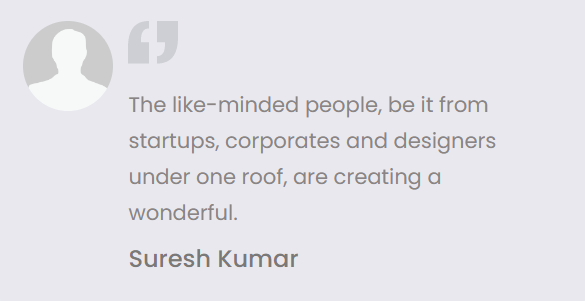 The like-minded people, be it from
startups, corporates and designers
under one roof, are creating a
wonderful.
Suresh Kumar